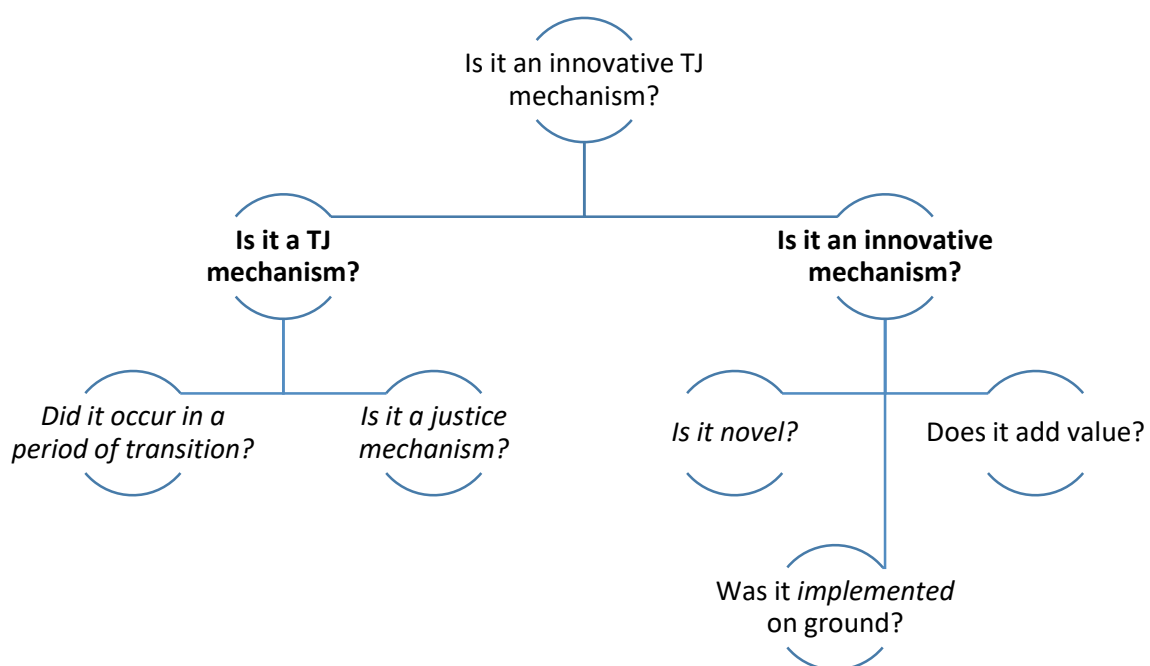 Is it an innovative TJ
mechanism?
Is it a TJ
mechanism?
Is it an innovative
mechanism?
Did it occur in a
period of transition?
Is it a justice
mechanism?
Is it novel?
Does it add value?
Was it implemented
on ground?